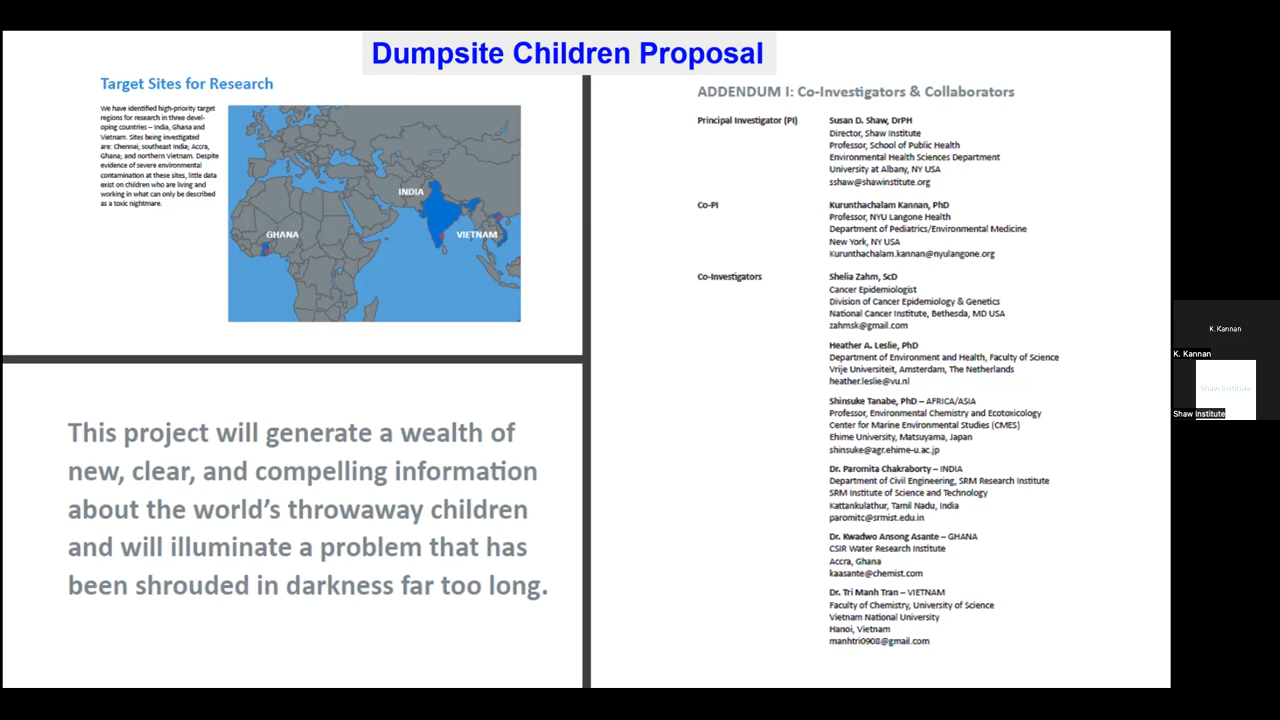 Dumpsite Children Proposal
Target Sites for Research
We have identified high-priority target
regions for research in three devel-
oping countries – India, Ghana and
Vietnam. Sites being investigated
are: Chennai, southeast India; Accra,
Ghana; and northern Vietnam. Despite
evidence of severe environmental
contamination at these sites, little data
exist on children who are living and
working in what can only be described
as a toxic nightmare.
INDIA
GHANA
VIETNAM
This project will generate a wealth of
new, clear, and compelling information
about the world's throwaway children
and will illuminate a problem that has
been shrouded in darkness far too long.
ADDENDUM I: Co-Investigators & Collaborators
Principal Investigator (PI)
Susan D. Shaw, DrPH
Director, Shaw Institute
Professor, School of Public Health
Environmental Health Sciences Department
University at Albany, NY USA
sshaw@shawinstitute.org
Co-PI
Kurunthachalam Kannan, PhD
Professor, NYU Langone Health
Department of Pediatrics/Environmental Medicine
New York, NY USA
Kurunthachalam.kannan@nyulangone.org
Co-Investigators
Shelia Zahm, ScD
Cancer Epidemiologist
Division of Cancer Epidemiology & Genetics
National Cancer Institute, Bethesda, MD USA
zahmsk@gmail.com
Heather A. Leslie, PhD
Department of Environment and Health, Faculty of Science
Vrije Universiteit, Amsterdam, The Netherlands
heather.leslie@vu.nl
Shinsuke Tanabe, PhD – AFRICA/ASIA
Professor, Environmental Chemistry and Ecotoxicology
Center for Marine Environmental Studies (CMES)
Ehime University, Matsuyama, Japan
shinsuke@agr.ehime-u.ac.jp
Dr. Paromita Chakraborty – INDIA
Department of Civil Engineering, SRM Research Institute
SRM Institute of Science and Technology
Kattankulathur, Tamil Nadu, India
paromitc@srmist.edu.in
Dr. Kwadwo Ansong Asante – GHANA
CSIR Water Research Institute
Accra, Ghana
kaasante@chemist.com
Dr. Tri Manh Tran – VIETNAM
Faculty of Chemistry, University of Science
Vietnam National University
Hanoi, Vietnam
manhtri0908@gmail.com
K. Kannan
K. Kannan
Shaw Institute
Shaw Institute